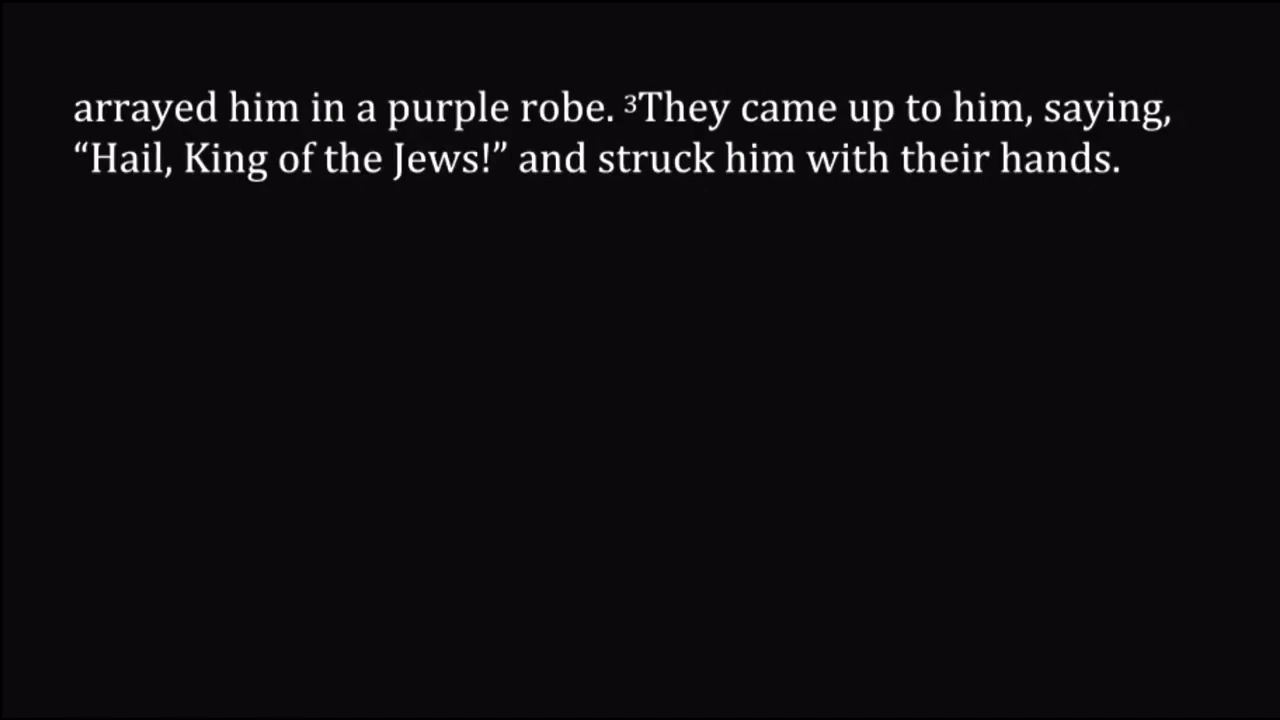 arrayed him in a purple robe. ³They came up to him, saying,
“Hail, King of the Jews!” and struck him with their hands.